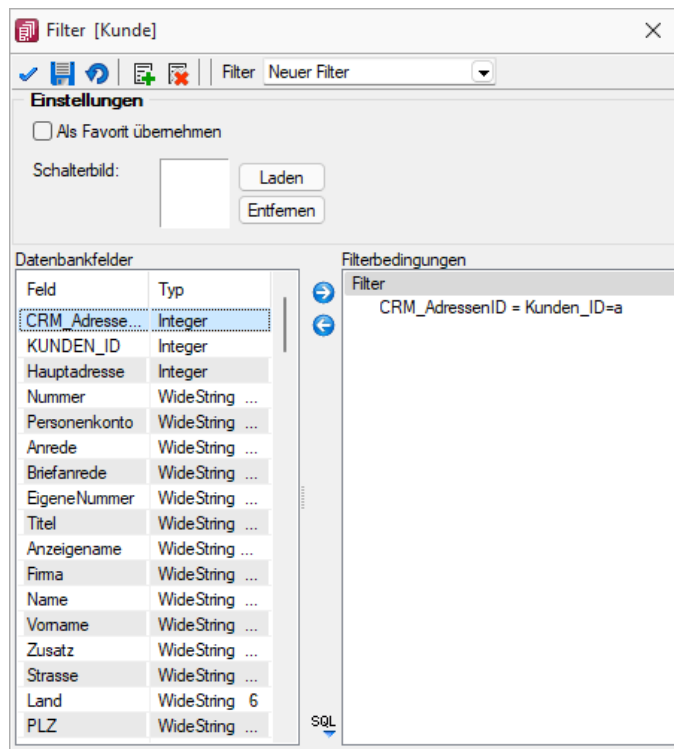 Filter [Kunde]
Filter Neuer Filter
Einstellungen
Als Favorit übernehmen
Schalterbild:
Laden
Entfernen
Datenbankfelder
Filterbedingungen
Feld Typ
Filter
CRM_AdressenID = Kunden_ID=a
CRM_Adresse... Integer
KUNDEN_ID Integer
Hauptadresse Integer
Nummer WideString ...
Personenkonto WideString ...
Anrede WideString ...
Briefanrede WideString ...
EigeneNummer WideString ...
Titel WideString ...
Anzeigename WideString ...
Firma WideString ...
Name WideString ...
Vorname WideString ...
Zusatz WideString ...
Strasse WideString ...
Land WideString 6
PLZ WideString ...
SQL